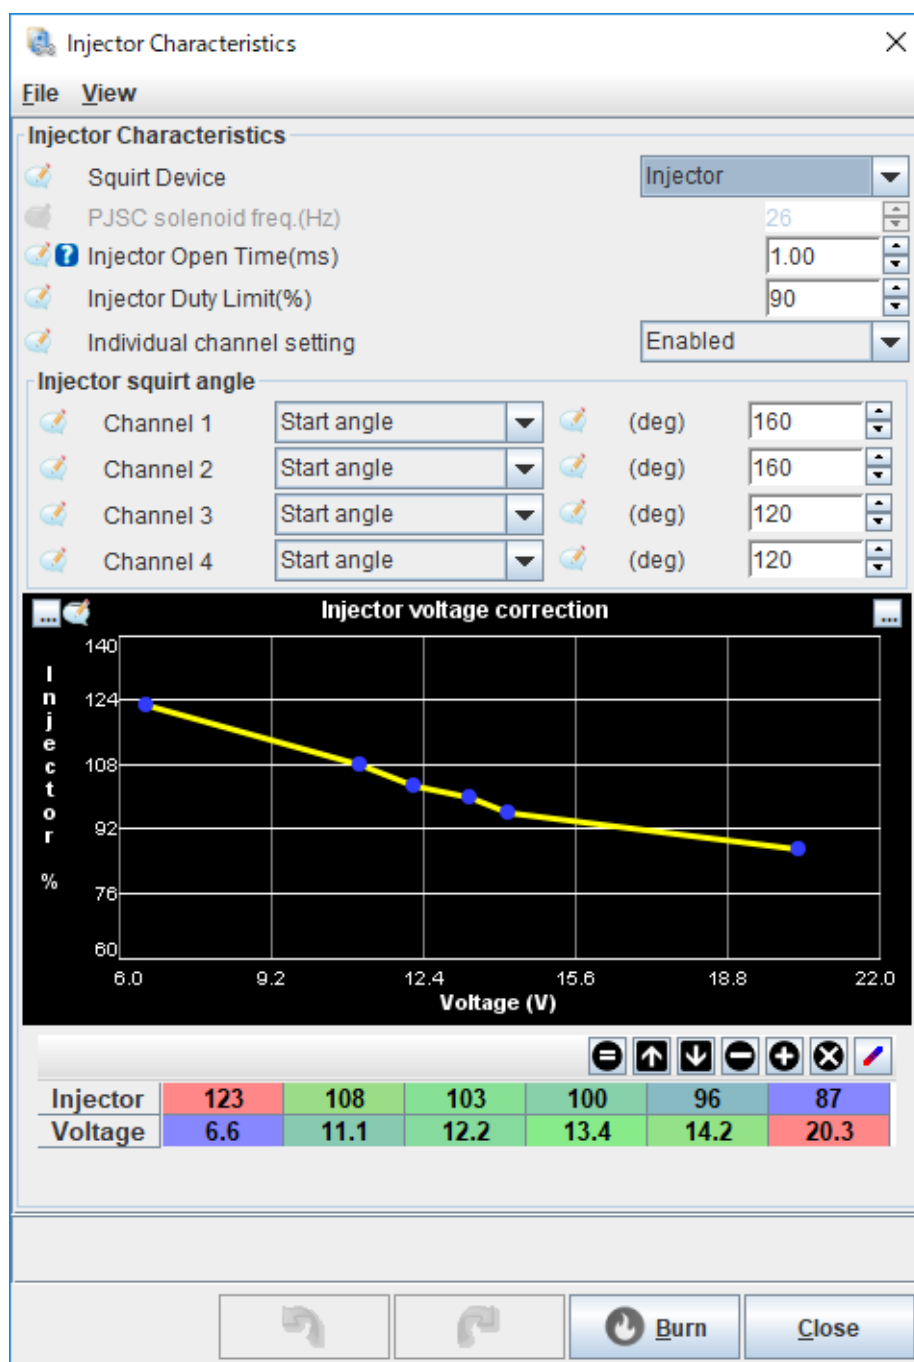 Injector Characteristics
File View
Injector Characteristics
Squirt Device Injector
PJSC solenoid freq.(Hz) 26
? Injector Open Time(ms) 1.00
Injector Duty Limit(%) 90
Individual channel setting Enabled
Injector squirt angle
Channel 1 Start angle (deg) 160
Channel 2 Start angle (deg) 160
Channel 3 Start angle (deg) 120
Channel 4 Start angle (deg) 120
... Injector voltage correction ...
Injector %
140
124
108
92
76
60
6.0 9.2 12.4 15.6 18.8 22.0
Voltage (V)
Injector 123 108 103 100 96 87
Voltage 6.6 11.1 12.2 13.4 14.2 20.3
Burn Close